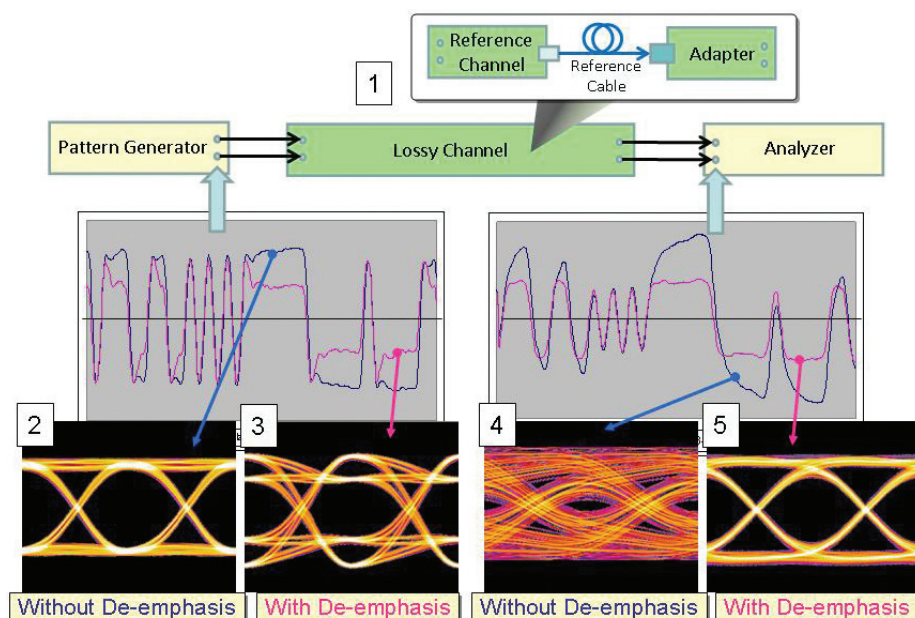 1
Reference
Channel
Reference
Cable
Adapter
Pattern Generator
Lossy Channel
Analyzer
2
3
4
5
Without De-emphasis
With De-emphasis
Without De-emphasis
With De-emphasis